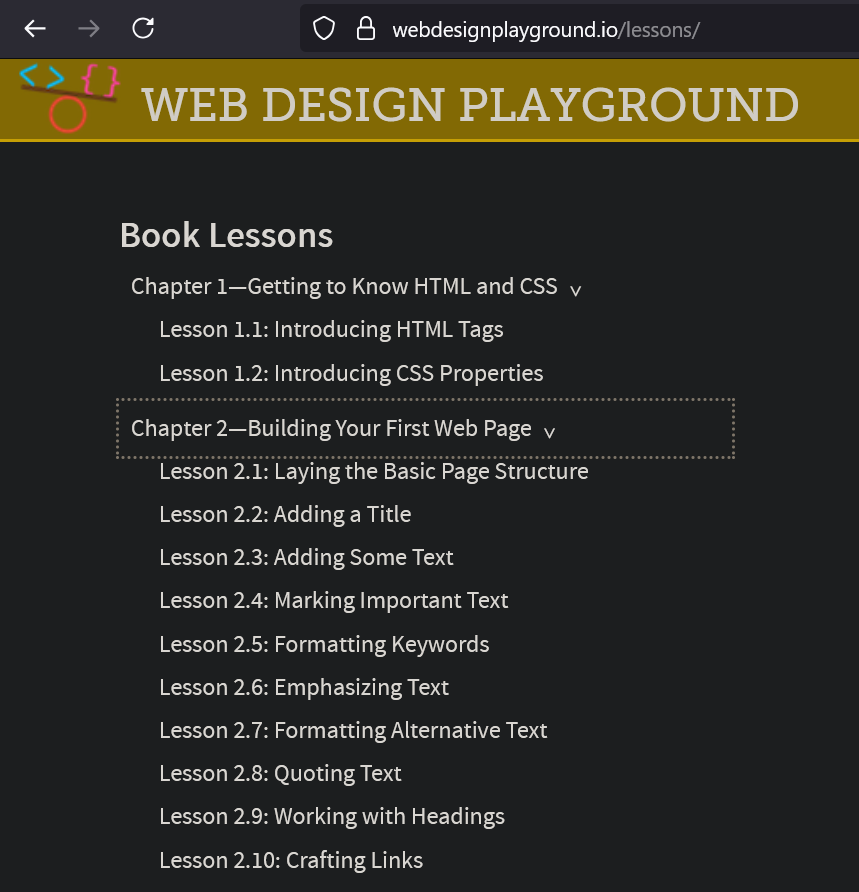 webdesignplayground.io/lessons/
< > { }
WEB DESIGN PLAYGROUND
Book Lessons
Chapter 1—Getting to Know HTML and CSS
Lesson 1.1: Introducing HTML Tags
Lesson 1.2: Introducing CSS Properties
Chapter 2—Building Your First Web Page
Lesson 2.1: Laying the Basic Page Structure
Lesson 2.2: Adding a Title
Lesson 2.3: Adding Some Text
Lesson 2.4: Marking Important Text
Lesson 2.5: Formatting Keywords
Lesson 2.6: Emphasizing Text
Lesson 2.7: Formatting Alternative Text
Lesson 2.8: Quoting Text
Lesson 2.9: Working with Headings
Lesson 2.10: Crafting Links